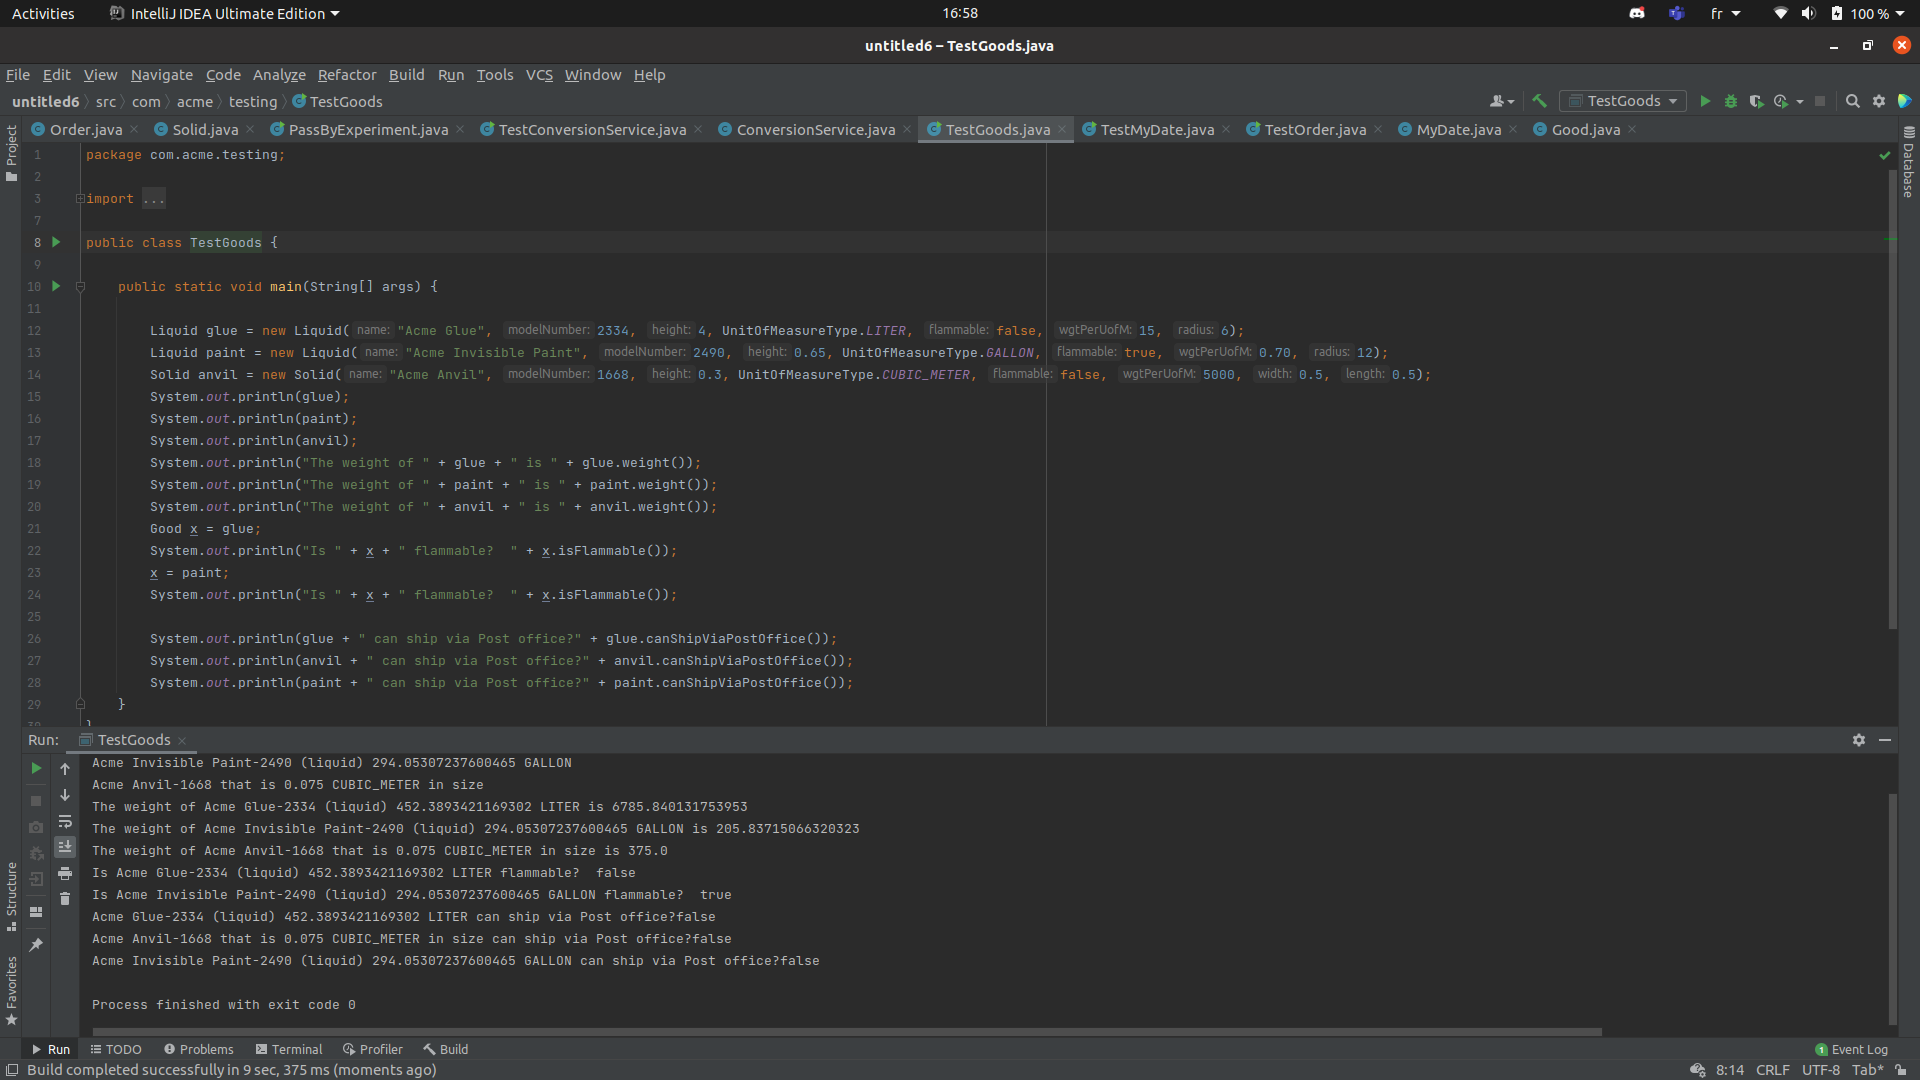 Activities IntelliJ IDEA Ultimate Edition 16:58 fr 100 %
untitled6 – TestGoods.java
File Edit View Navigate Code Analyze Refactor Build Run Tools VCS Window Help
untitled6 src com acme testing TestGoods TestGoods
Order.java Solid.java PassByExperiment.java TestConversionService.java ConversionService.java TestGoods.java TestMyDate.java TestOrder.java MyDate.java Good.java
Project
Database
1 package com.acme.testing;
2
3 import ...
7
8 public class TestGoods {
9
10 public static void main(String[] args) {
11
12 Liquid glue = new Liquid( name: "Acme Glue", modelNumber: 2334, height: 4, UnitOfMeasureType.LITER, flammable: false, wgtPerUofM: 15, radius: 6);
13 Liquid paint = new Liquid( name: "Acme Invisible Paint", modelNumber: 2490, height: 0.65, UnitOfMeasureType.GALLON, flammable: true, wgtPerUofM: 0.70, radius: 12);
14 Solid anvil = new Solid( name: "Acme Anvil", modelNumber: 1668, height: 0.3, UnitOfMeasureType.CUBIC_METER, flammable: false, wgtPerUofM: 5000, width: 0.5, length: 0.5);
15 System.out.println(glue);
16 System.out.println(paint);
17 System.out.println(anvil);
18 System.out.println("The weight of " + glue + " is " + glue.weight());
19 System.out.println("The weight of " + paint + " is " + paint.weight());
20 System.out.println("The weight of " + anvil + " is " + anvil.weight());
21 Good x = glue;
22 System.out.println("Is " + x + " flammable?  " + x.isFlammable());
23 x = paint;
24 System.out.println("Is " + x + " flammable?  " + x.isFlammable());
25
26 System.out.println(glue + " can ship via Post office?" + glue.canShipViaPostOffice());
27 System.out.println(anvil + " can ship via Post office?" + anvil.canShipViaPostOffice());
28 System.out.println(paint + " can ship via Post office?" + paint.canShipViaPostOffice());
29 }
30 }
Run: TestGoods
Acme Invisible Paint-2490 (liquid) 294.05307237600465 GALLON
Acme Anvil-1668 that is 0.075 CUBIC_METER in size
The weight of Acme Glue-2334 (liquid) 452.3893421169302 LITER is 6785.840131753953
The weight of Acme Invisible Paint-2490 (liquid) 294.05307237600465 GALLON is 205.83715066320323
The weight of Acme Anvil-1668 that is 0.075 CUBIC_METER in size is 375.0
Is Acme Glue-2334 (liquid) 452.3893421169302 LITER flammable?  false
Is Acme Invisible Paint-2490 (liquid) 294.05307237600465 GALLON flammable?  true
Acme Glue-2334 (liquid) 452.3893421169302 LITER can ship via Post office?false
Acme Anvil-1668 that is 0.075 CUBIC_METER in size can ship via Post office?false
Acme Invisible Paint-2490 (liquid) 294.05307237600465 GALLON can ship via Post office?false
Process finished with exit code 0
Structure
Favorites
Run TODO Problems Terminal Profiler Build 1 Event Log
Build completed successfully in 9 sec, 375 ms (moments ago) 8:14 CRLF UTF-8 Tab*